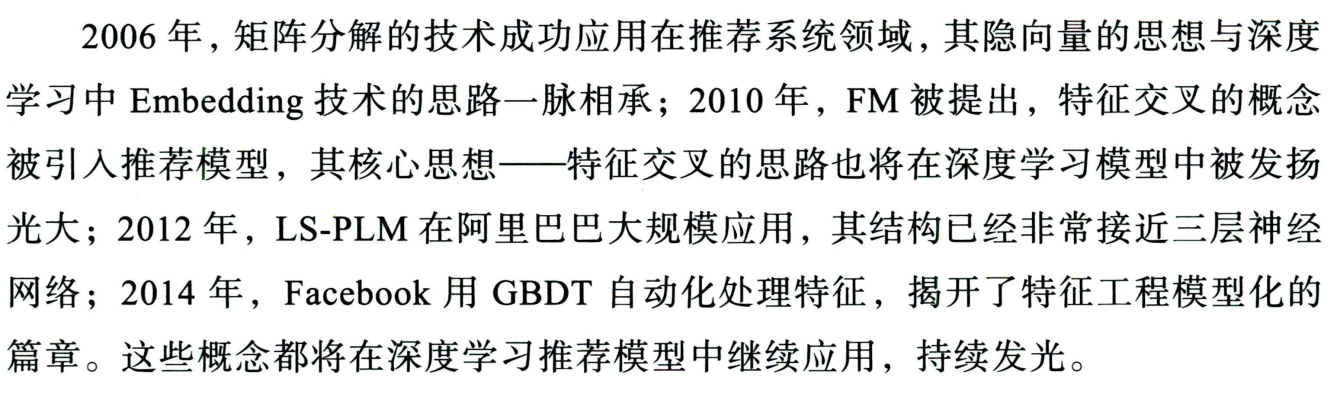 2006 年，矩阵分解的技术成功应用在推荐系统领域，其隐向量的思想与深度
学习中 Embedding 技术的思路一脉相承；2010 年，FM 被提出，特征交叉的概念
被引入推荐模型，其核心思想——特征交叉的思路也将在深度学习模型中被发扬
光大；2012 年，LS-PLM 在阿里巴巴大规模应用，其结构已经非常接近三层神经
网络；2014 年，Facebook 用 GBDT 自动化处理特征，揭开了特征工程模型化的
篇章。这些概念都将在深度学习推荐模型中继续应用，持续发光。